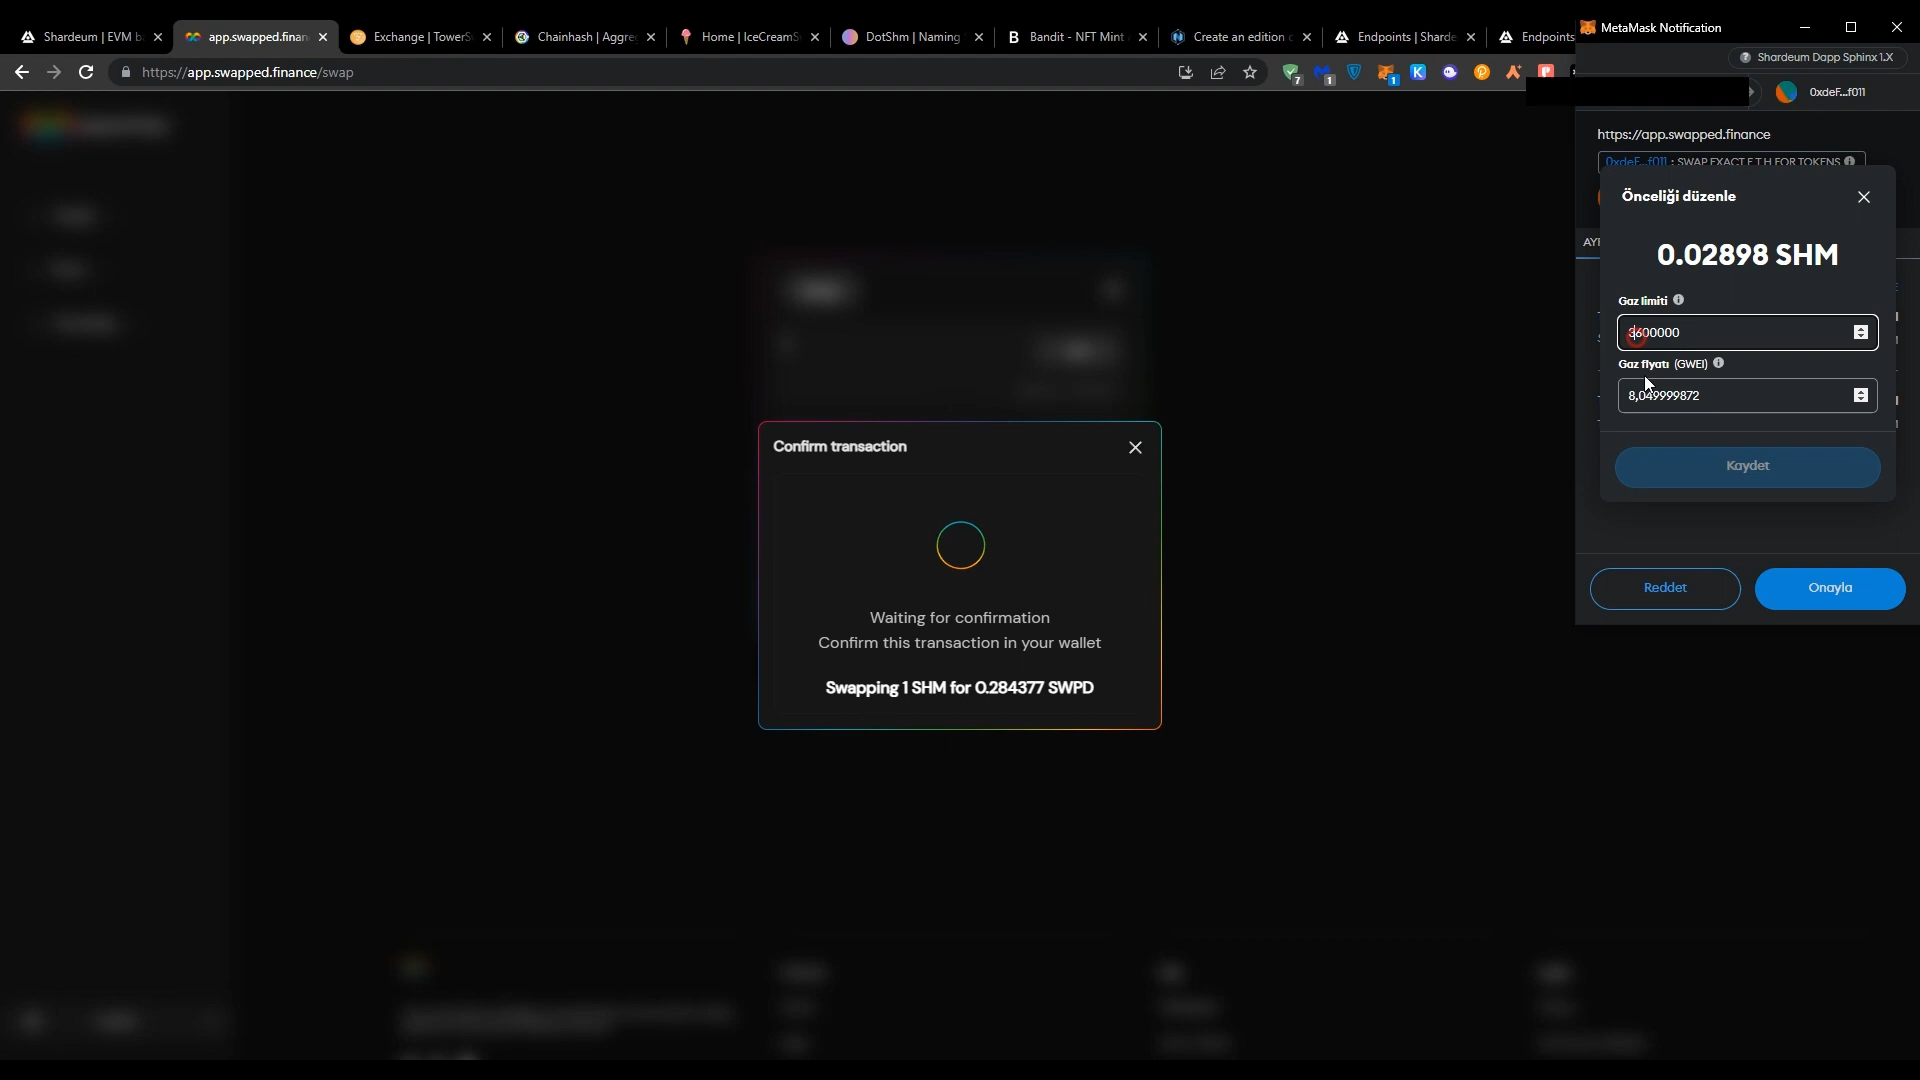 Shardeum | EVM b
app.swapped.finan
Exchange | TowerS
Chainhash | Aggre
Home | IceCreamS
DotShm | Naming
Bandit - NFT Mint
Create an edition
Endpoints | Sharde
Endpoints
MetaMask Notification
https://app.swapped.finance/swap
7
1
1
Shardeum Dapp Sphinx 1.X
0xdeF...f011
https://app.swapped.finance
0xdeF...f011 : SWAP EXACT E T H FOR TOKENS
Önceliği düzenle
AYR
0.02898 SHM
Gaz limiti
3600000
Gaz fiyatı (GWEI)
8,049999872
Kaydet
Reddet
Onayla
Confirm transaction
Waiting for confirmation
Confirm this transaction in your wallet
Swapping 1 SHM for 0.284377 SWPD